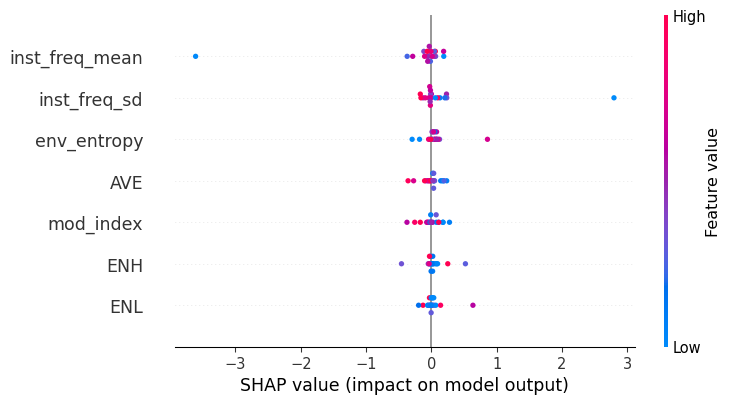 High
inst_freq_mean
inst_freq_sd
env_entropy
AVE
mod_index
ENH
ENL
Feature value
Low
−3 −2 −1 0 1 2 3
SHAP value (impact on model output)